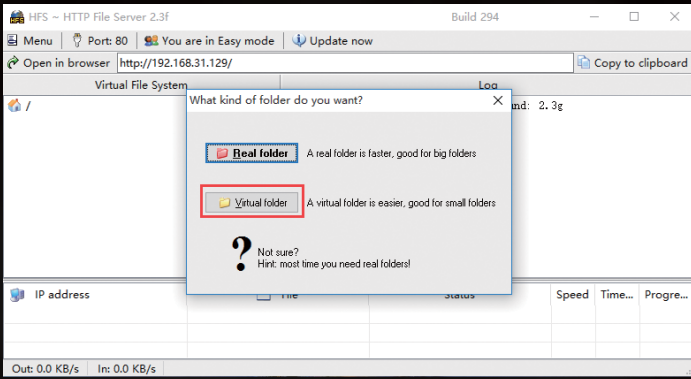 HFS ~ HTTP File Server 2.3f
Build 294
Menu
Port: 80
You are in Easy mode
Update now
Open in browser
http://192.168.31.129/
Copy to clipboard
Virtual File System
Log
/
What kind of folder do you want?
und: 2.3g
Real folder
A real folder is faster, good for big folders
Virtual folder
A virtual folder is easier, good for small folders
?
Not sure?
Hint: most time you need real folders!
IP address
File
Status
Speed
Time...
Progre...
Out: 0.0 KB/s
In: 0.0 KB/s